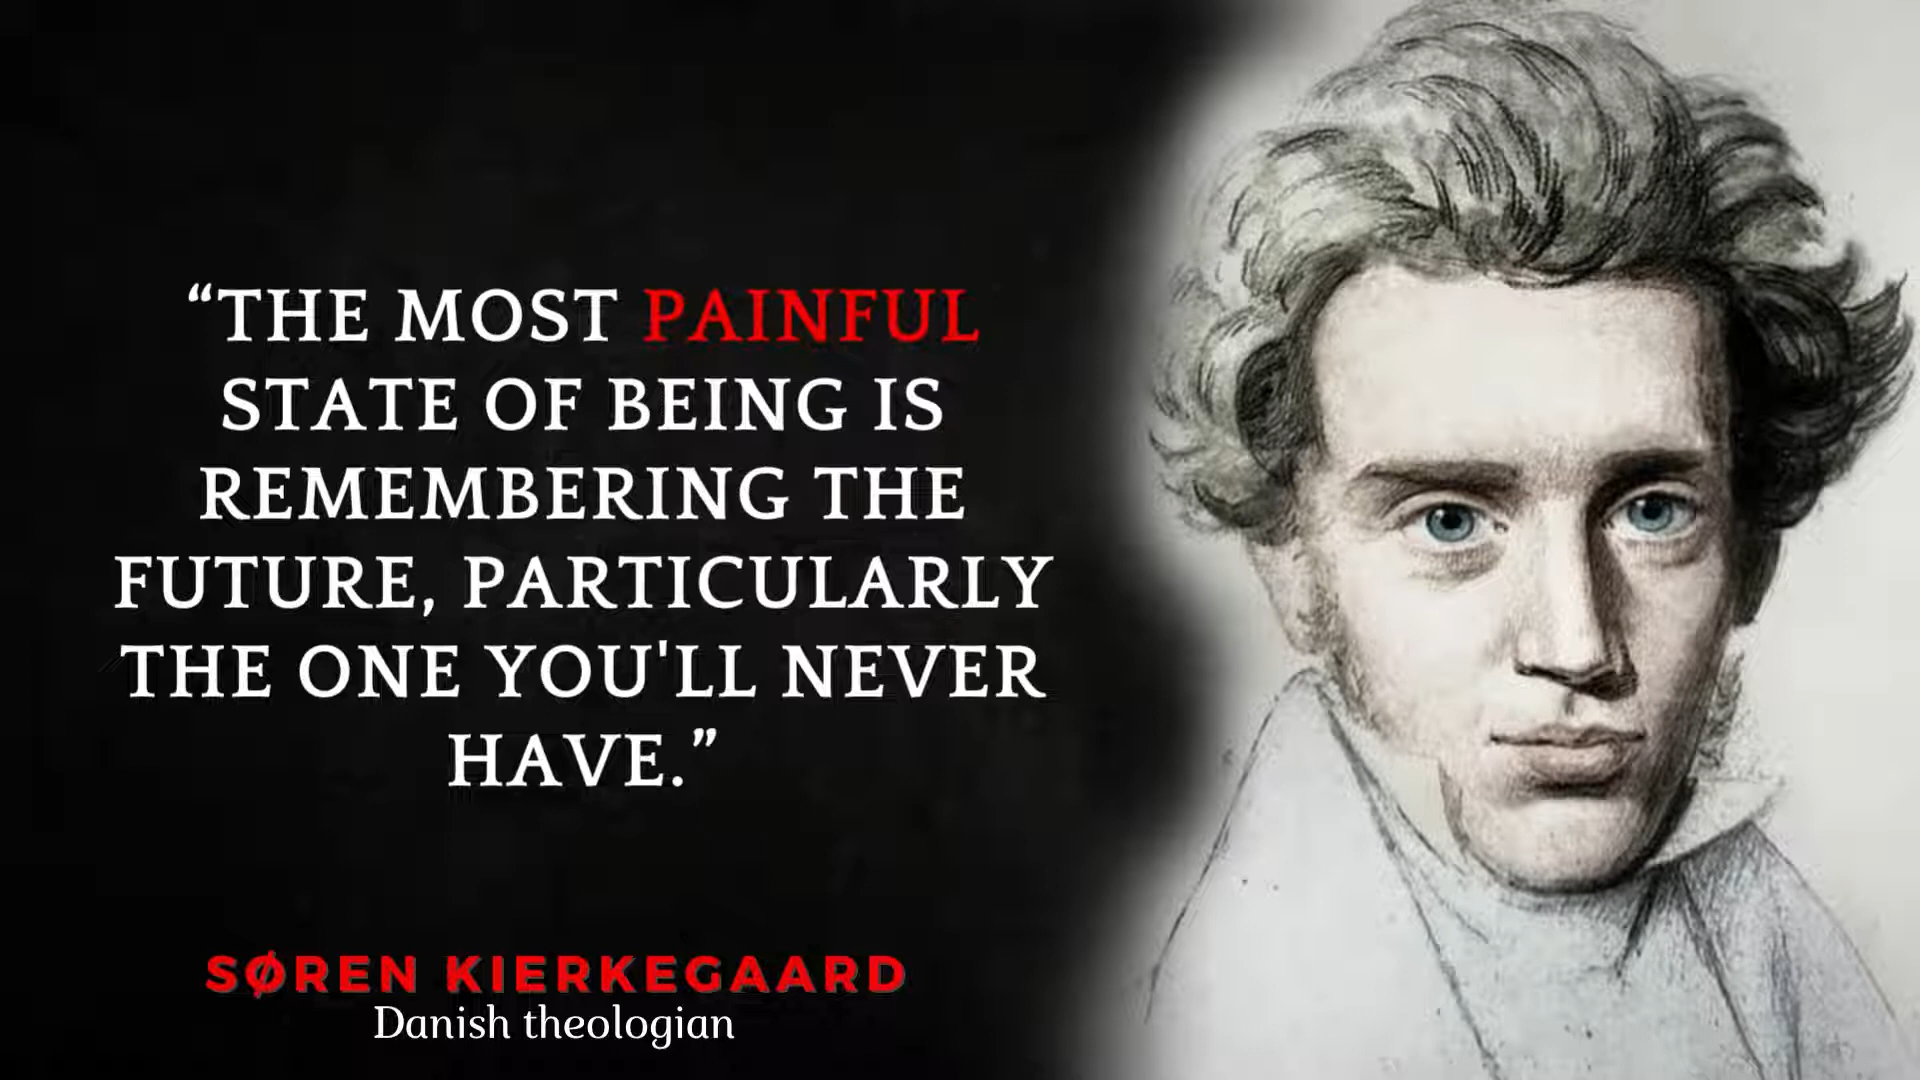 “THE MOST PAINFUL
STATE OF BEING IS
REMEMBERING THE
FUTURE, PARTICULARLY
THE ONE YOU'LL NEVER
HAVE.”
SØREN KIERKEGAARD
Danish theologian